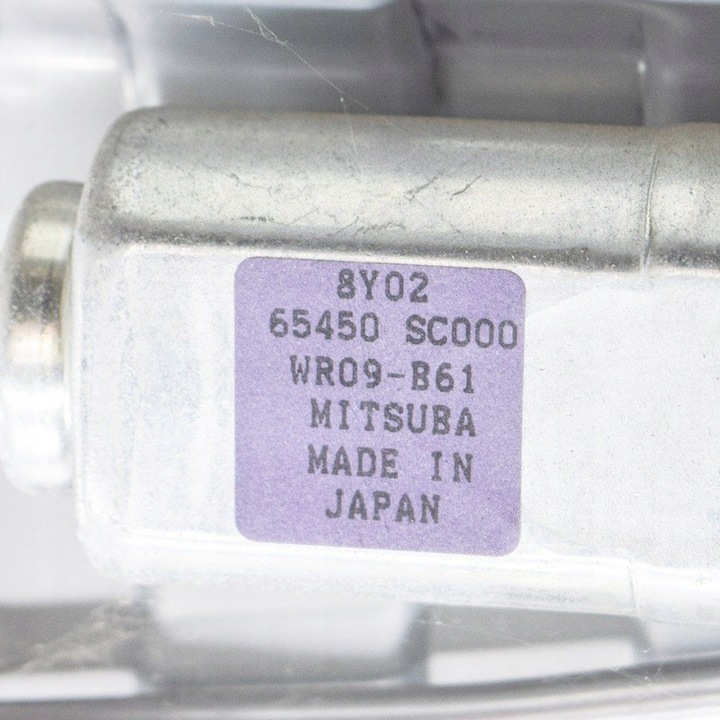 8Y02
65450 SC000
WR09-B61
MITSUBA
MADE IN
JAPAN